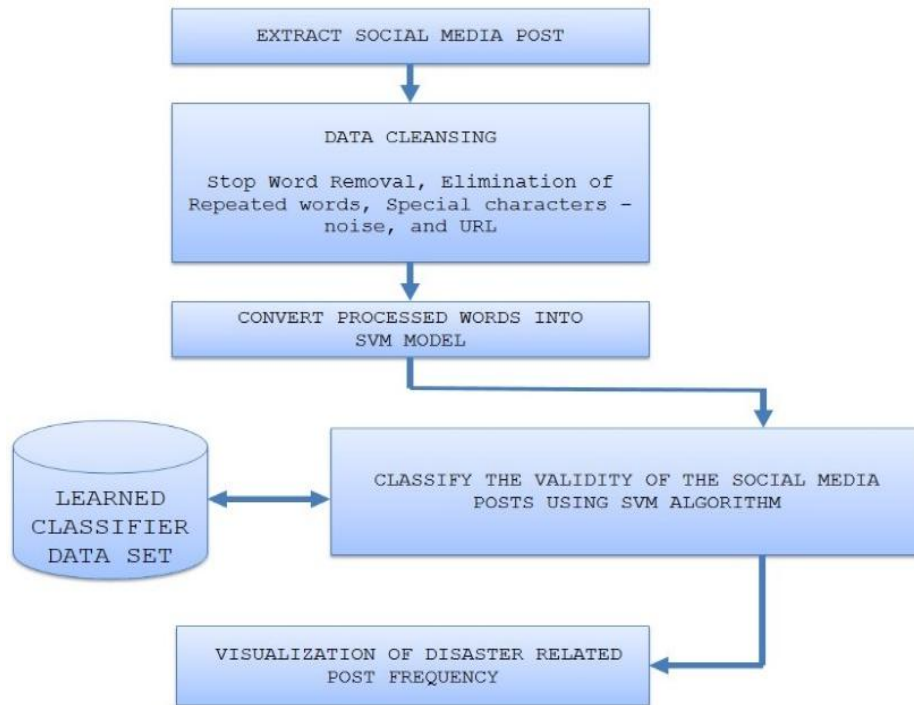 EXTRACT SOCIAL MEDIA POST
DATA CLEANSING
Stop Word Removal, Elimination of
Repeated words, Special characters –
noise, and URL
CONVERT PROCESSED WORDS INTO
SVM MODEL
CLASSIFY THE VALIDITY OF THE SOCIAL MEDIA
POSTS USING SVM ALGORITHM
LEARNED
CLASSIFIER
DATA SET
VISUALIZATION OF DISASTER RELATED
POST FREQUENCY